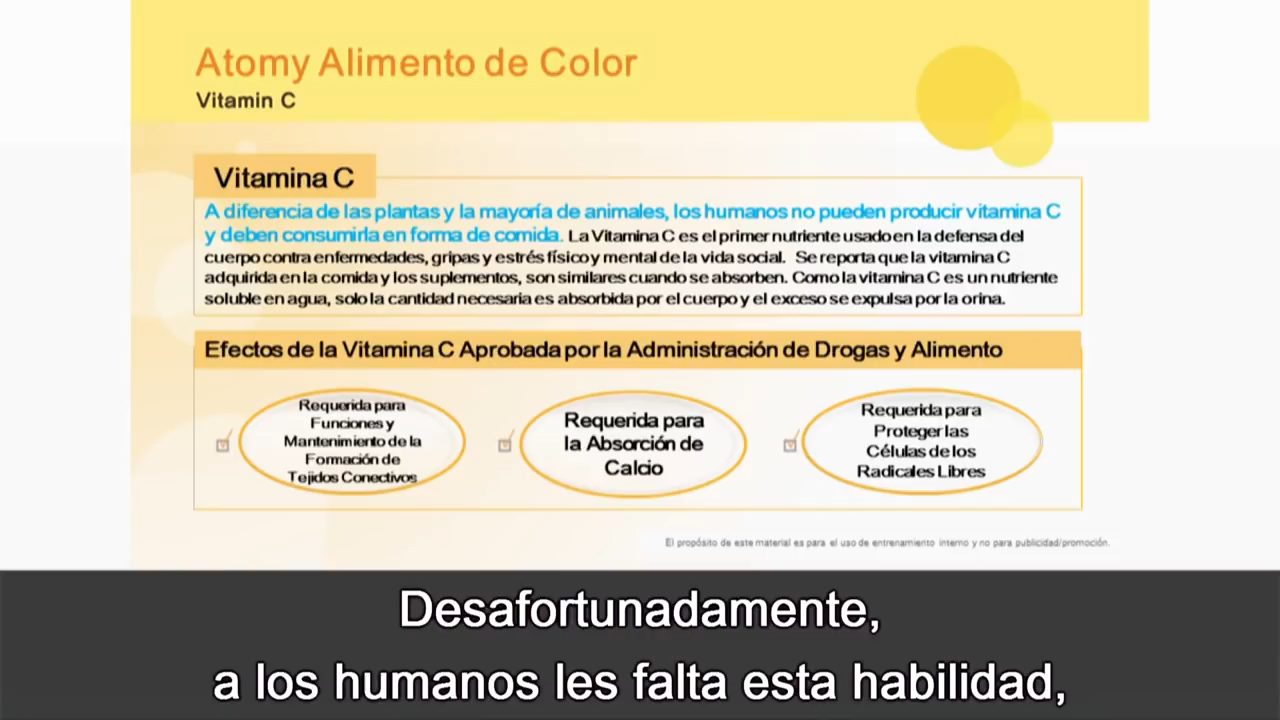 Atomy Alimento de Color
Vitamin C
Vitamina C
A diferencia de las plantas y la mayoría de animales, los humanos no pueden producir vitamina C
y deben consumirla en forma de comida. La Vitamina C es el primer nutriente usado en la defensa del
cuerpo contra enfermedades, gripas y estrés físico y mental de la vida social. Se reporta que la vitamina C
adquirida en la comida y los suplementos, son similares cuando se absorben. Como la vitamina C es un nutriente
soluble en agua, solo la cantidad necesaria es absorbida por el cuerpo y el exceso se expulsa por la orina.
Efectos de la Vitamina C Aprobada por la Administración de Drogas y Alimento
Requerida para
Funciones y
Mantenimiento de la
Formación de
Tejidos Conectivos
Requerida para
la Absorción de
Calcio
Requerida para
Proteger las
Células de los
Radicales Libres
El propósito de este material es para el uso de entrenamiento interno y no para publicidad/promoción.
Desafortunadamente,
a los humanos les falta esta habilidad,